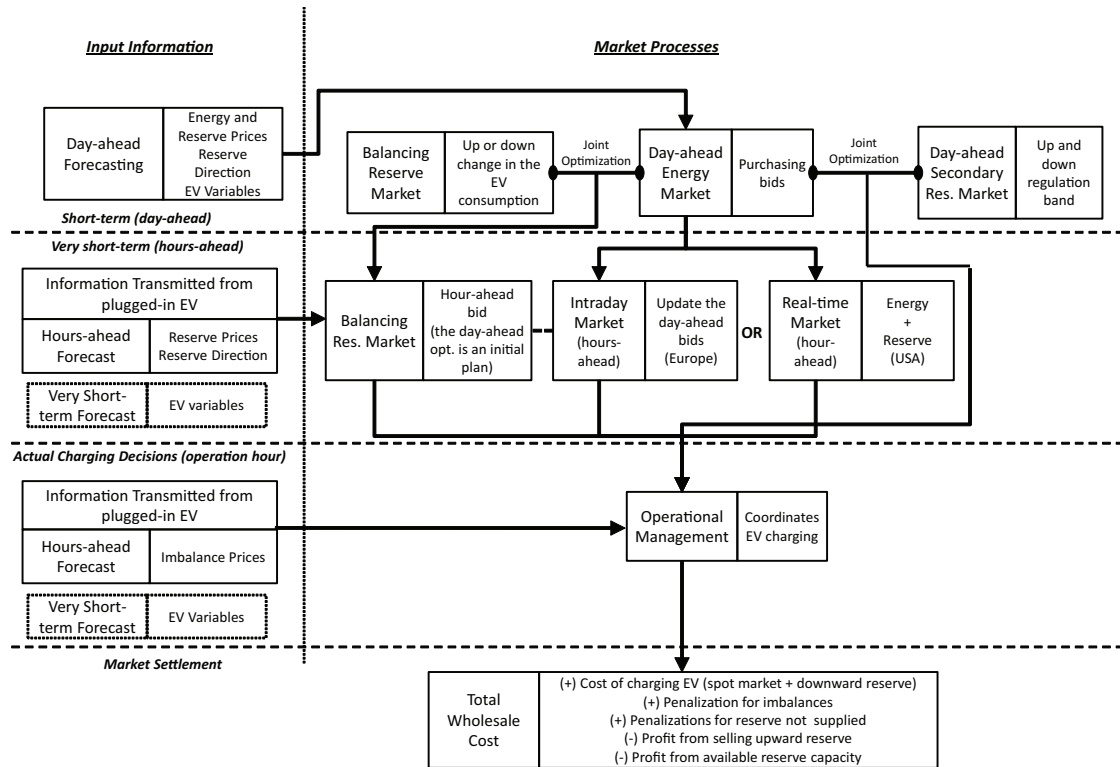 Input Information
Market Processes
Day-ahead
Forecasting
Energy and
Reserve Prices
Reserve
Direction
EV Variables
Balancing
Reserve
Market
Up or down
change in the
EV
consumption
Joint
Optimization
Day-ahead
Energy
Market
Purchasing
bids
Joint
Optimization
Day-ahead
Secondary
Res. Market
Up and
down
regulation
band
Short-term (day-ahead)
Very short-term (hours-ahead)
Information Transmitted from
plugged-in EV
Hours-ahead
Forecast
Reserve Prices
Reserve Direction
Very Short-
term Forecast
EV variables
Balancing
Res. Market
Hour-ahead
bid
(the day-ahead
opt. is an initial
plan)
Intraday
Market
(hours-
ahead)
Update the
day-ahead
bids
(Europe)
OR
Real-time
Market
(hour-
ahead)
Energy
+
Reserve
(USA)
Actual Charging Decisions (operation hour)
Information Transmitted from
plugged-in EV
Hours-ahead
Forecast
Imbalance Prices
Very Short-
term Forecast
EV Variables
Operational
Management
Coordinates
EV charging
Market Settlement
Total
Wholesale
Cost
(+) Cost of charging EV (spot market + downward reserve)
(+) Penalization for imbalances
(+) Penalizations for reserve not supplied
(-) Profit from selling upward reserve
(-) Profit from available reserve capacity